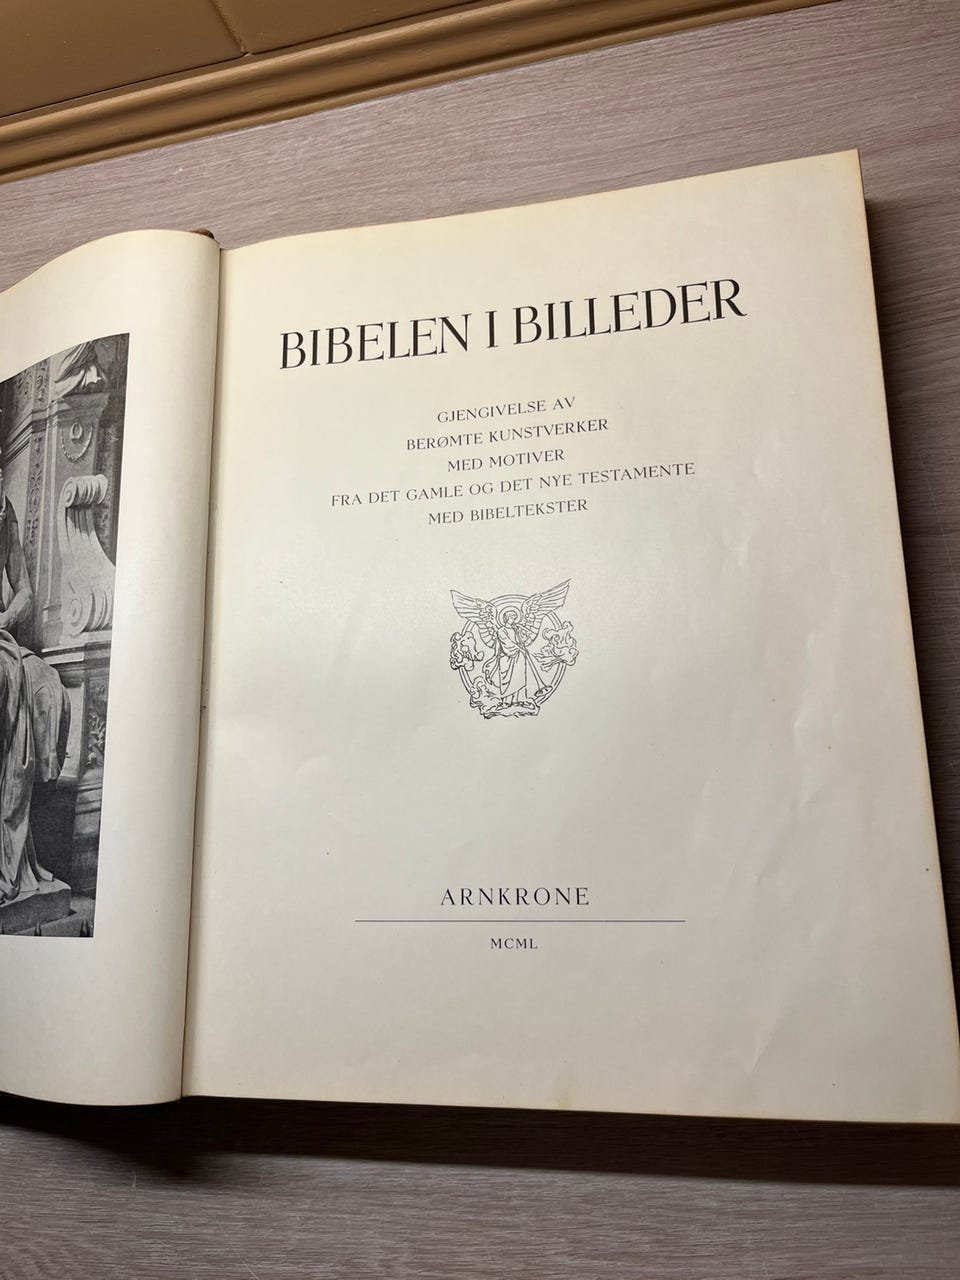 BIBELEN I BILLEDER
GJENGIVELSE AV
BERØMTE KUNSTVERKER
MED MOTIVER
FRA DET GAMLE OG DET NYE TESTAMENTE
MED BIBELTEKSTER
ARNKRONE
MCML